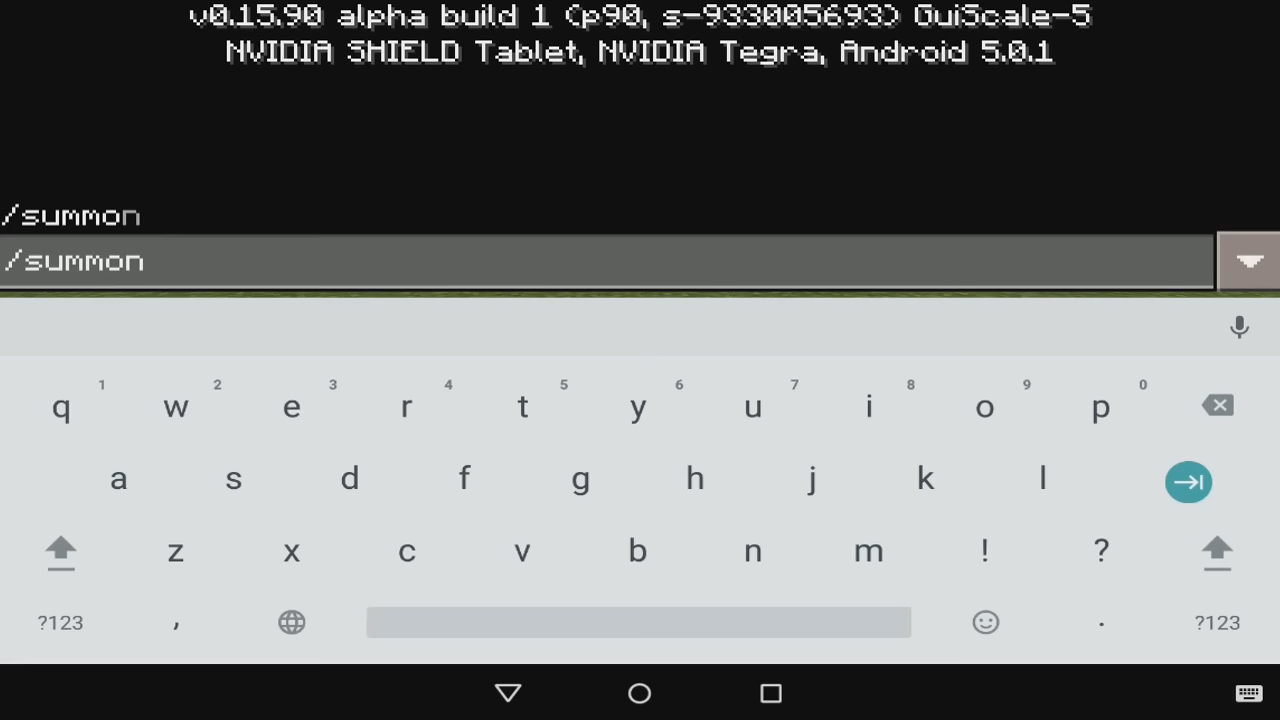 v0.15.90 alpha build 1 (p90, s-933005693) GuiScale-5
NVIDIA SHIELD Tablet, NVIDIA Tegra, Android 5.0.1
/summon
/summon
1 2 3 4 5 6 7 8 9 0
q w e r t y u i o p
a s d f g h j k l
z x c v b n m ! ?
?123 , . ?123